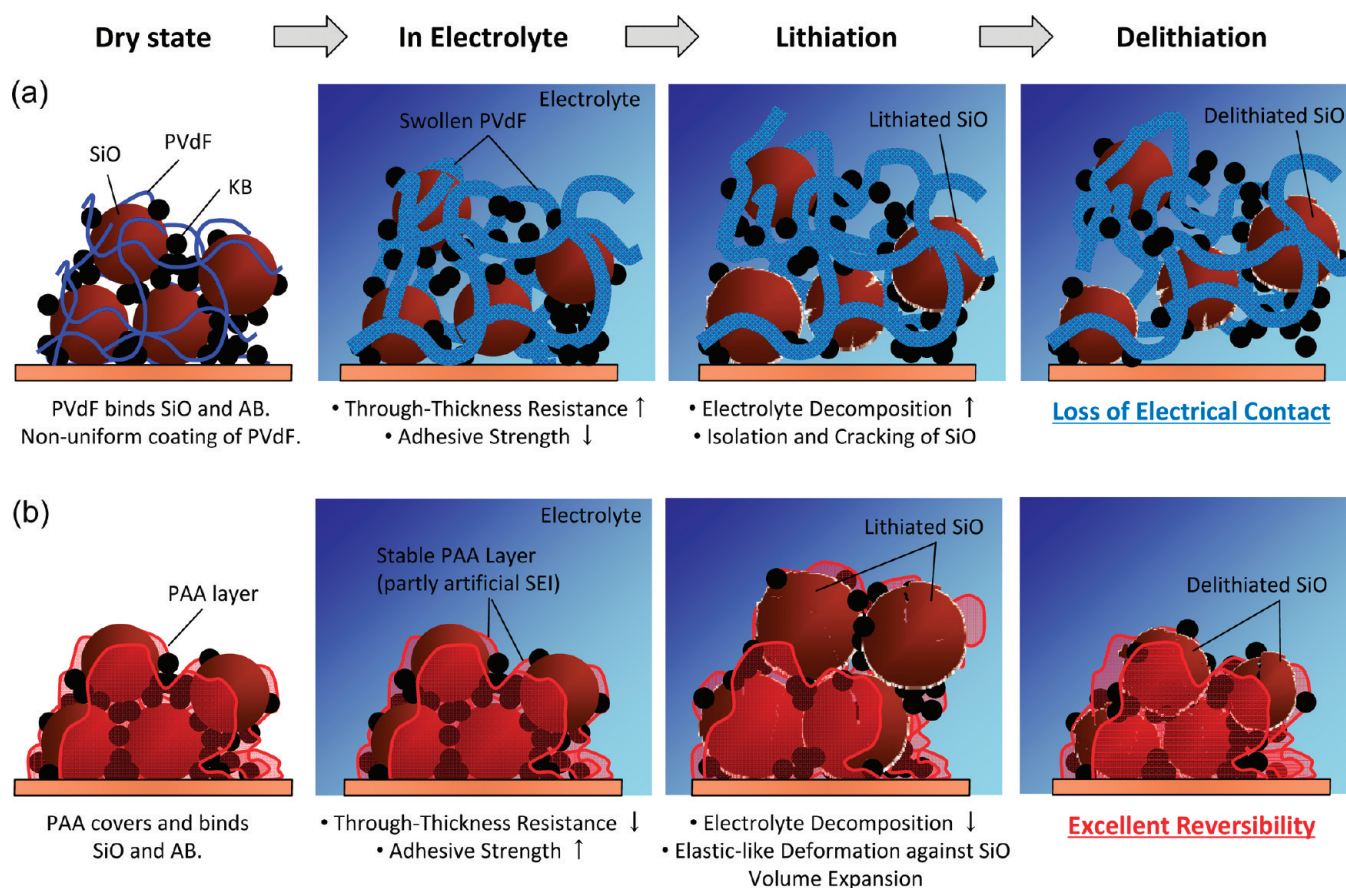 Dry state
In Electrolyte
Lithiation
Delithiation
(a)
SiO
PVdF
KB
Electrolyte
Swollen PVdF
Lithiated SiO
Delithiated SiO
PVdF binds SiO and AB.
Non-uniform coating of PVdF.
• Through-Thickness Resistance ↑
• Adhesive Strength ↓
• Electrolyte Decomposition ↑
• Isolation and Cracking of SiO
Loss of Electrical Contact
(b)
PAA layer
Electrolyte
Stable PAA Layer
(partly artificial SEI)
Lithiated SiO
Delithiated SiO
PAA covers and binds
SiO and AB.
• Through-Thickness Resistance ↓
• Adhesive Strength ↑
• Electrolyte Decomposition ↓
• Elastic-like Deformation against SiO
Volume Expansion
Excellent Reversibility